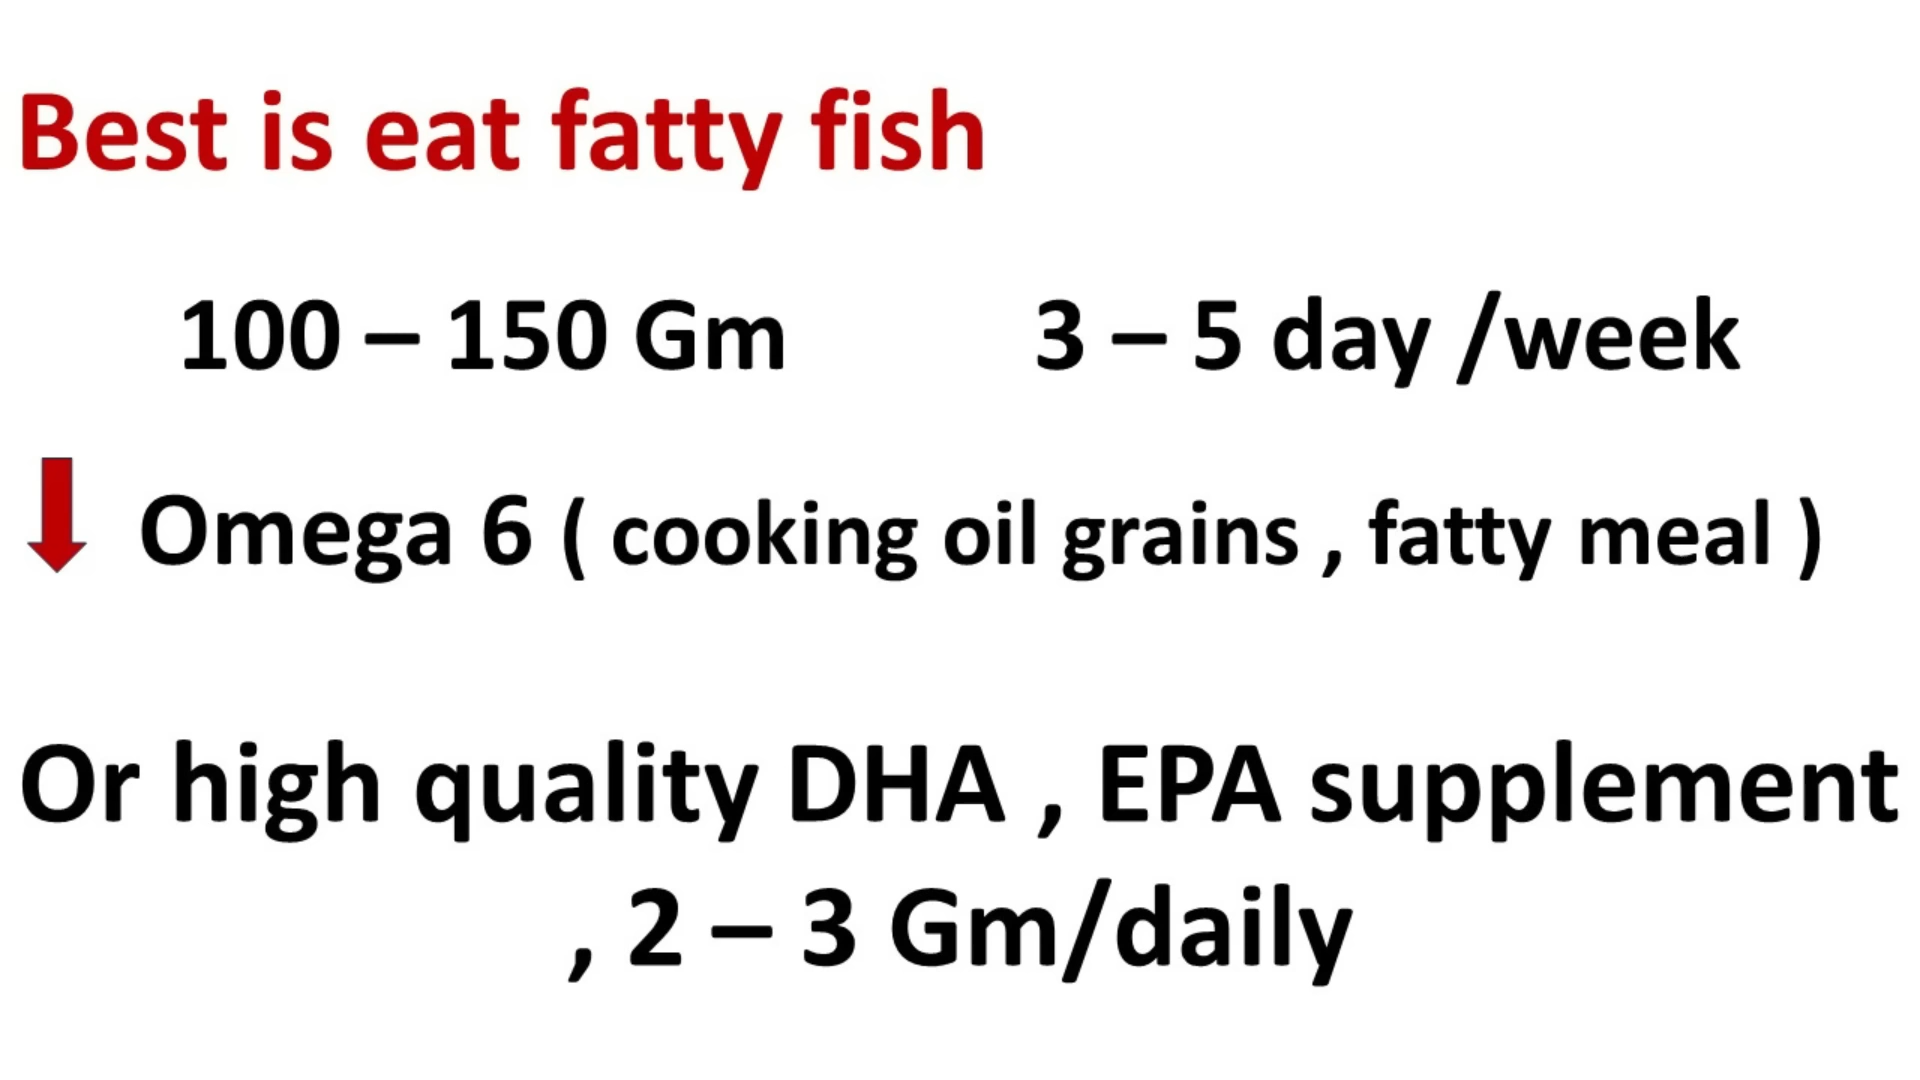 Best is eat fatty fish
100 – 150 Gm 3 – 5 day /week
Omega 6 ( cooking oil grains , fatty meal )
Or high quality DHA , EPA supplement
, 2 – 3 Gm/daily